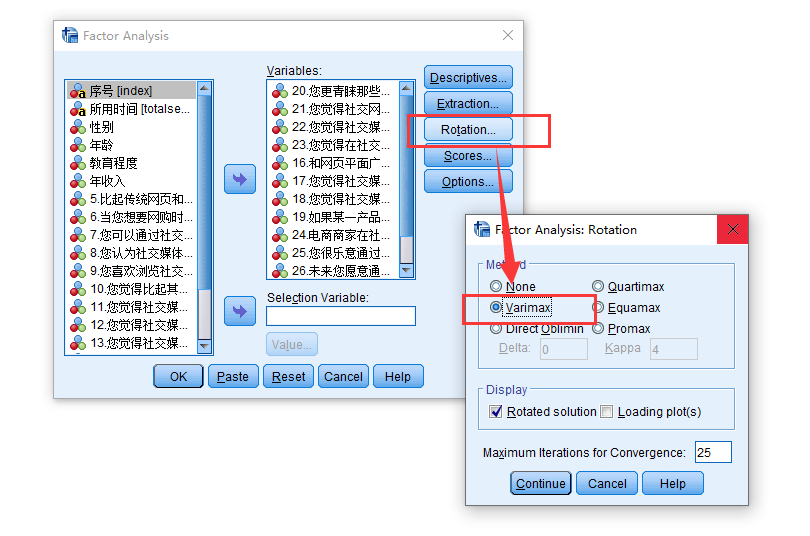 Factor Analysis
序号 [index]
所用时间 [totalse...
性别
年龄
教育程度
年收入
5.比起传统网页和...
6.当您想要网购时...
7.您可以通过社交...
8.您认为社交媒体...
9.您喜欢浏览社交...
10.您觉得比起其...
11.您觉得社交媒...
12.您觉得社交媒...
13.您觉得社交媒...
Variables:
20.您更青睐那些...
21.您觉得社交网...
22.您觉得社交媒...
23.您觉得在社交...
16.和网页平面广...
17.您觉得社交媒...
18.您觉得社交媒...
19.如果某一产品...
24.电商商家在社...
25.您很乐意通过...
26.未来您愿意通...
Selection Variable:
Value...
Descriptives...
Extraction...
Rotation...
Scores...
Options...
OK Paste Reset Cancel Help
Factor Analysis: Rotation
Method
None Quartimax
Varimax Equamax
Direct Oblimin Promax
Delta: 0 Kappa 4
Display
Rotated solution Loading plot(s)
Maximum Iterations for Convergence: 25
Continue Cancel Help